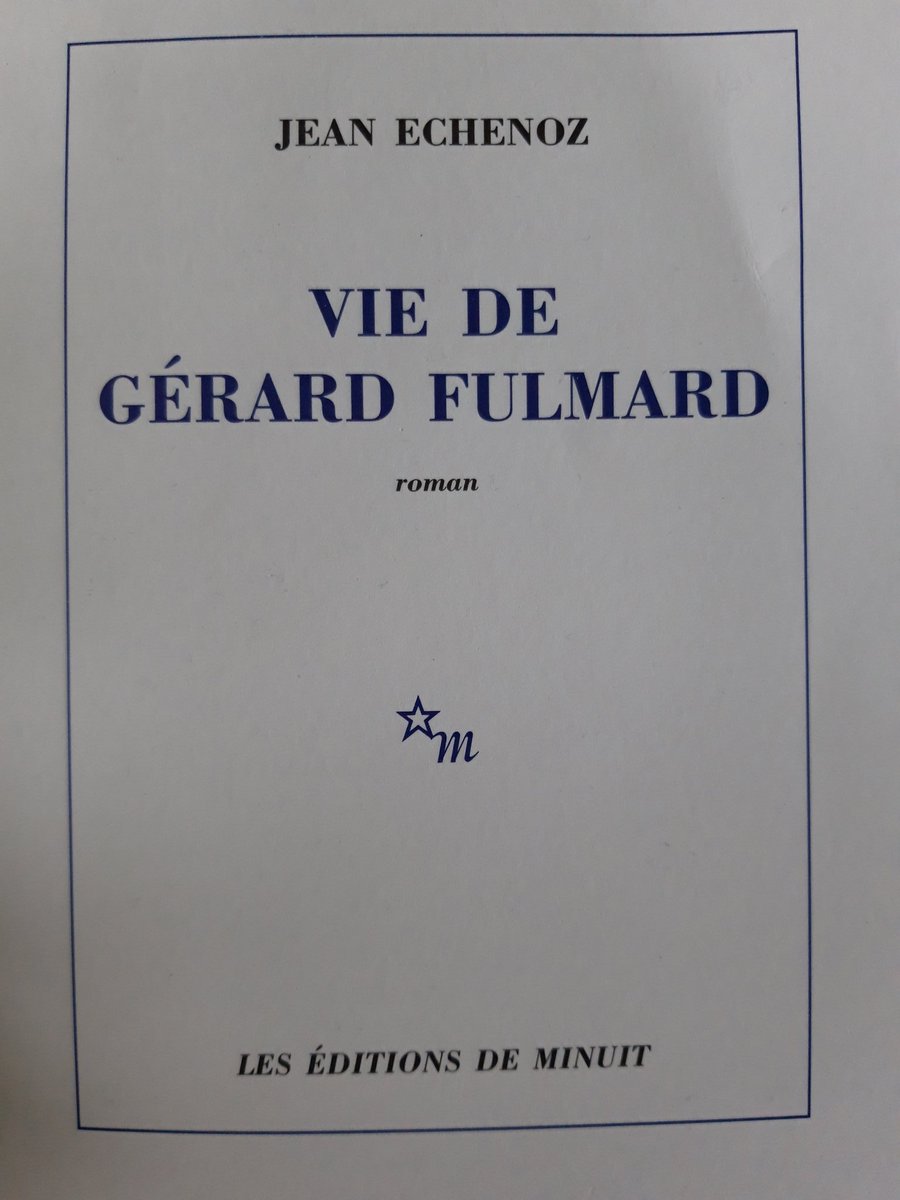 JEAN ECHENOZ
VIE DE
GÉRARD FULMARD
roman
m
LES ÉDITIONS DE MINUIT